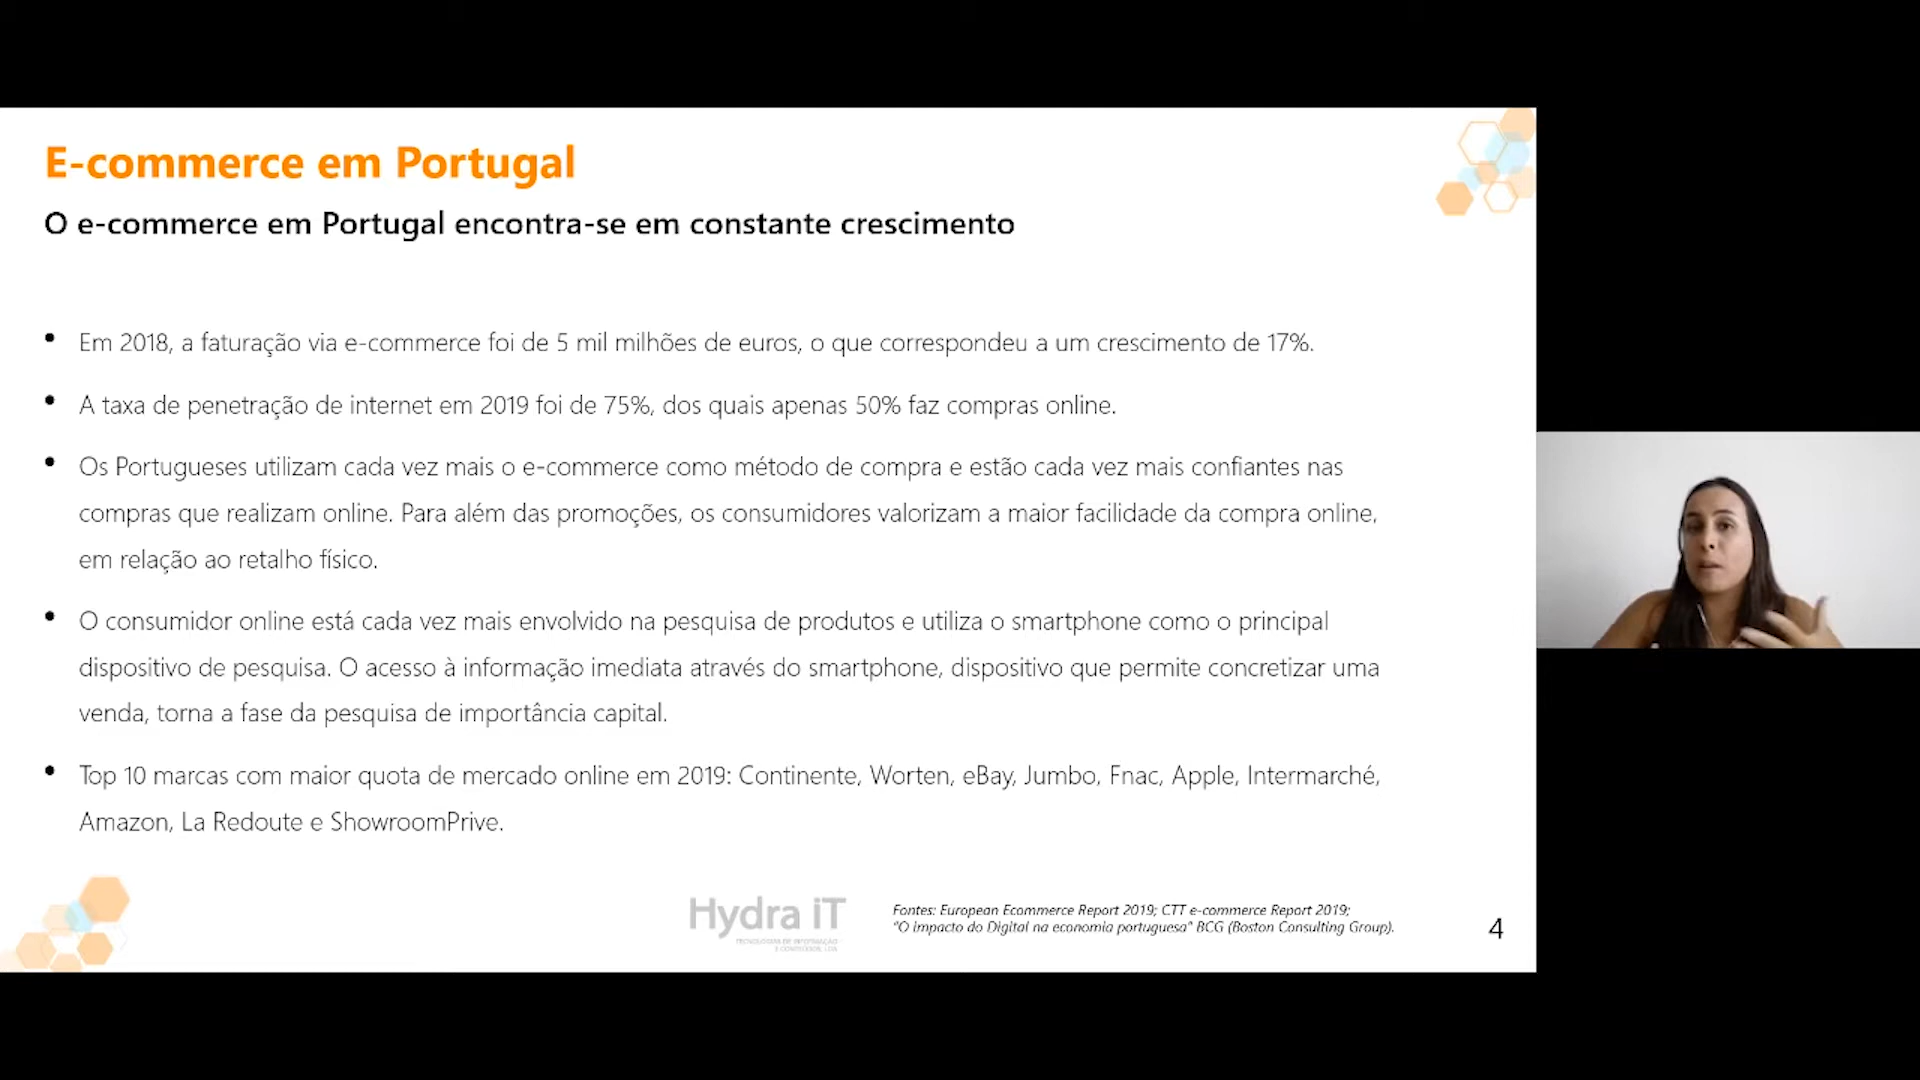 E-commerce em Portugal
O e-commerce em Portugal encontra-se em constante crescimento
• Em 2018, a faturação via e-commerce foi de 5 mil milhões de euros, o que correspondeu a um crescimento de 17%.
• A taxa de penetração de internet em 2019 foi de 75%, dos quais apenas 50% faz compras online.
• Os Portugueses utilizam cada vez mais o e-commerce como método de compra e estão cada vez mais confiantes nas
compras que realizam online. Para além das promoções, os consumidores valorizam a maior facilidade da compra online,
em relação ao retalho físico.
• O consumidor online está cada vez mais envolvido na pesquisa de produtos e utiliza o smartphone como o principal
dispositivo de pesquisa. O acesso à informação imediata através do smartphone, dispositivo que permite concretizar uma
venda, torna a fase da pesquisa de importância capital.
• Top 10 marcas com maior quota de mercado online em 2019: Continente, Worten, eBay, Jumbo, Fnac, Apple, Intermarché,
Amazon, La Redoute e ShowroomPrive.
Hydra iT
TECNOLOGIAS DE INFORMAÇÃO
E CONTEÚDOS, LDA
Fontes: European Ecommerce Report 2019; CTT e-commerce Report 2019;
"O impacto do Digital na economia portuguesa" BCG (Boston Consulting Group).
4